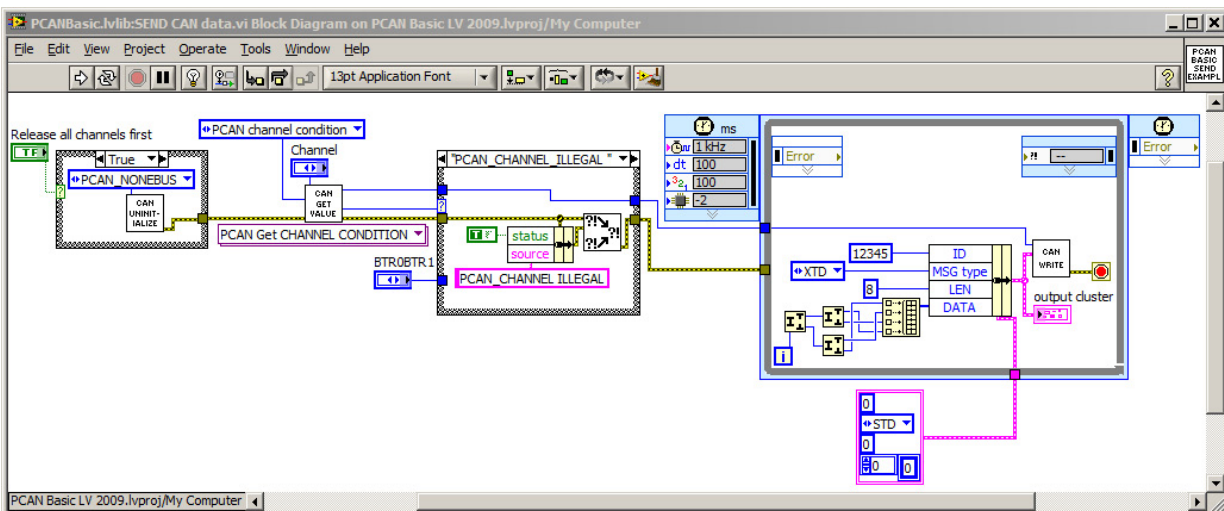 PCANBasic.lvlib:SEND CAN data.vi Block Diagram on PCAN Basic LV 2009.lvproj/My Computer
File Edit View Project Operate Tools Window Help
PCAN
BASIC
SEND
EXAMPL
13pt Application Font
Release all channels first
TF
True
PCAN_NONEBUS
CAN
UNINIT-
IALIZE
?
PCAN channel condition
Channel
CAN
GET
VALUE
PCAN Get CHANNEL CONDITION
BTR0BTR1
"PCAN_CHANNEL_ILLEGAL "
?
T
status
source
PCAN_CHANNEL ILLEGAL
ms
1 kHz
dt 100
321 100
-2
Error
?! --
Error
12345
XTD
8
ID
MSG type
LEN
DATA
i
CAN
WRITE
output cluster
0
STD
0
0 0
PCAN Basic LV 2009.lvproj/My Computer